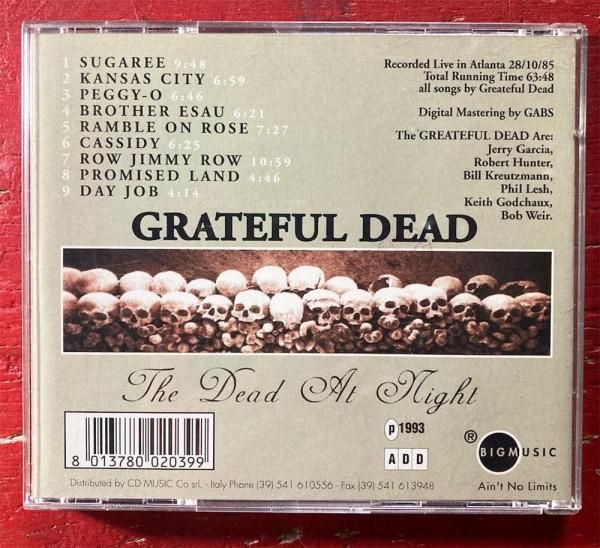 1 SUGAREE 9:48
2 KANSAS CITY 6:59
3 PEGGY-O 6:46
4 BROTHER ESAU 6:21
5 RAMBLE ON ROSE 7:27
6 CASSIDY 6:25
7 ROW JIMMY ROW 10:59
8 PROMISED LAND 4:46
9 DAY JOB 4:14
Recorded Live in Atlanta 28/10/85
Total Running Time 63:48
all songs by Greateful Dead
Digital Mastering by GABS
The GREATEFUL DEAD Are:
Jerry Garcia,
Robert Hunter,
Bill Kreutzmann,
Phil Lesh,
Keith Godchaux,
Bob Weir.
GRATEFUL DEAD
The Dead At Night
8 013780 020399
p 1993
ADD
® BIGMUSIC
Ain't No Limits
Distributed by CD MUSIC Co srl. - Italy Phone (39) 541 610556 - Fax (39) 541 613948